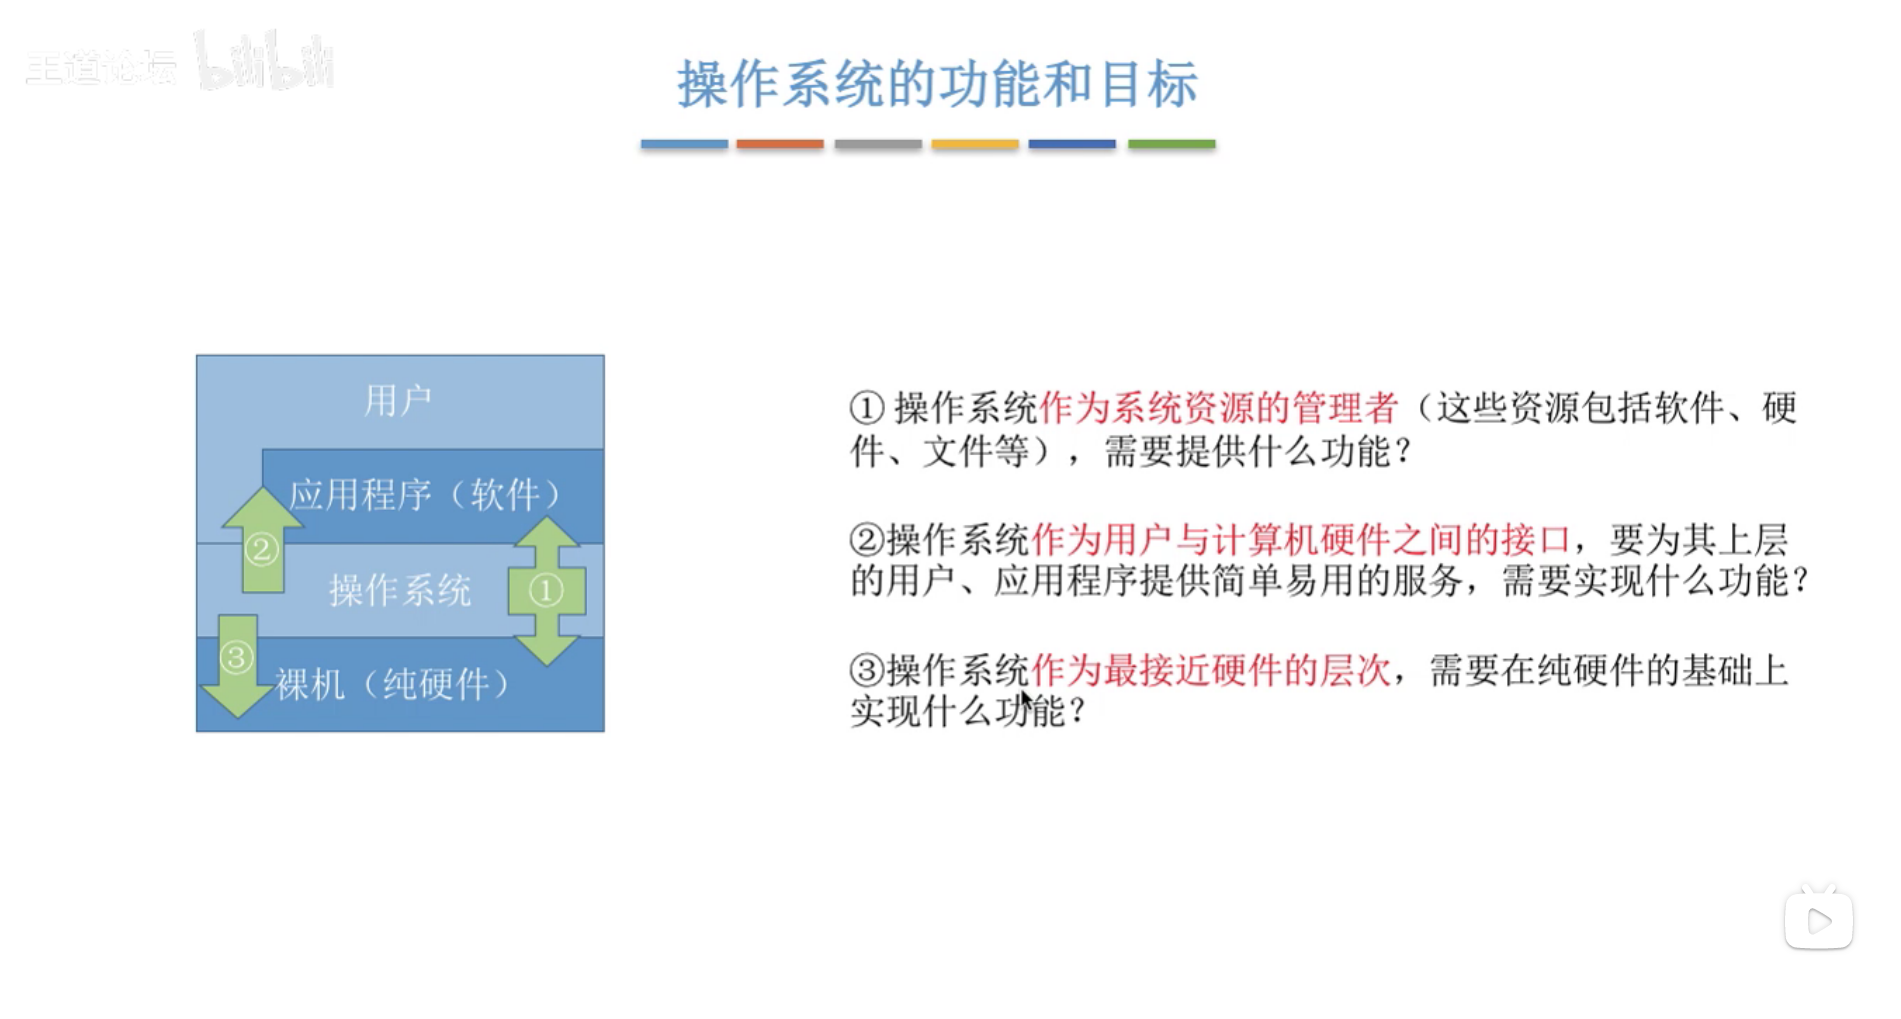 王道论坛 bilibili
操作系统的功能和目标
用户
应用程序（软件）
②
操作系统
①
③
裸机（纯硬件）
① 操作系统作为系统资源的管理者（这些资源包括软件、硬
件、文件等），需要提供什么功能？
②操作系统作为用户与计算机硬件之间的接口，要为其上层
的用户、应用程序提供简单易用的服务，需要实现什么功能？
③操作系统作为最接近硬件的层次，需要在纯硬件的基础上
实现什么功能？